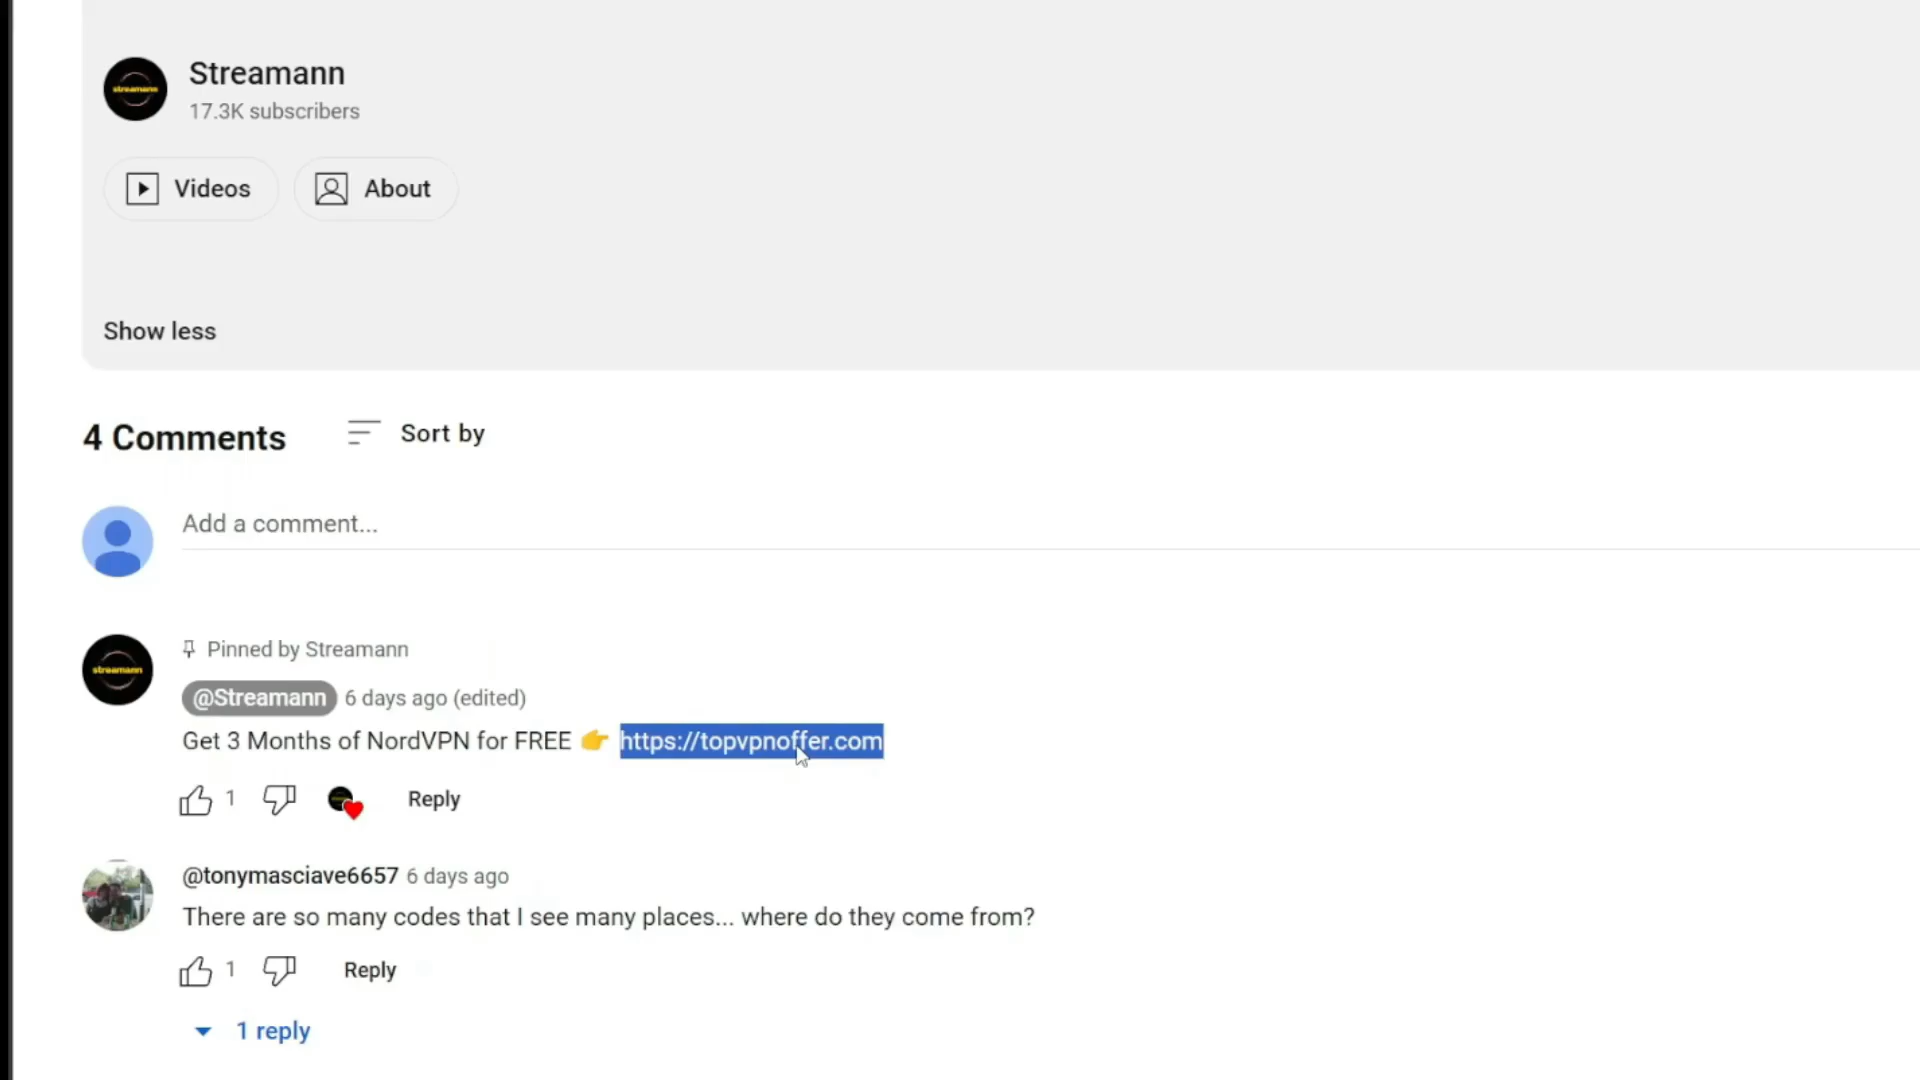 streamann
Streamann
17.3K subscribers
Videos
About
Show less
4 Comments
Sort by
Add a comment...
Pinned by Streamann
streamann
@Streamann 6 days ago (edited)
Get 3 Months of NordVPN for FREE 👉 https://topvpnoffer.com
1
Reply
@tonymasciave6657 6 days ago
There are so many codes that I see many places... where do they come from?
1
Reply
1 reply